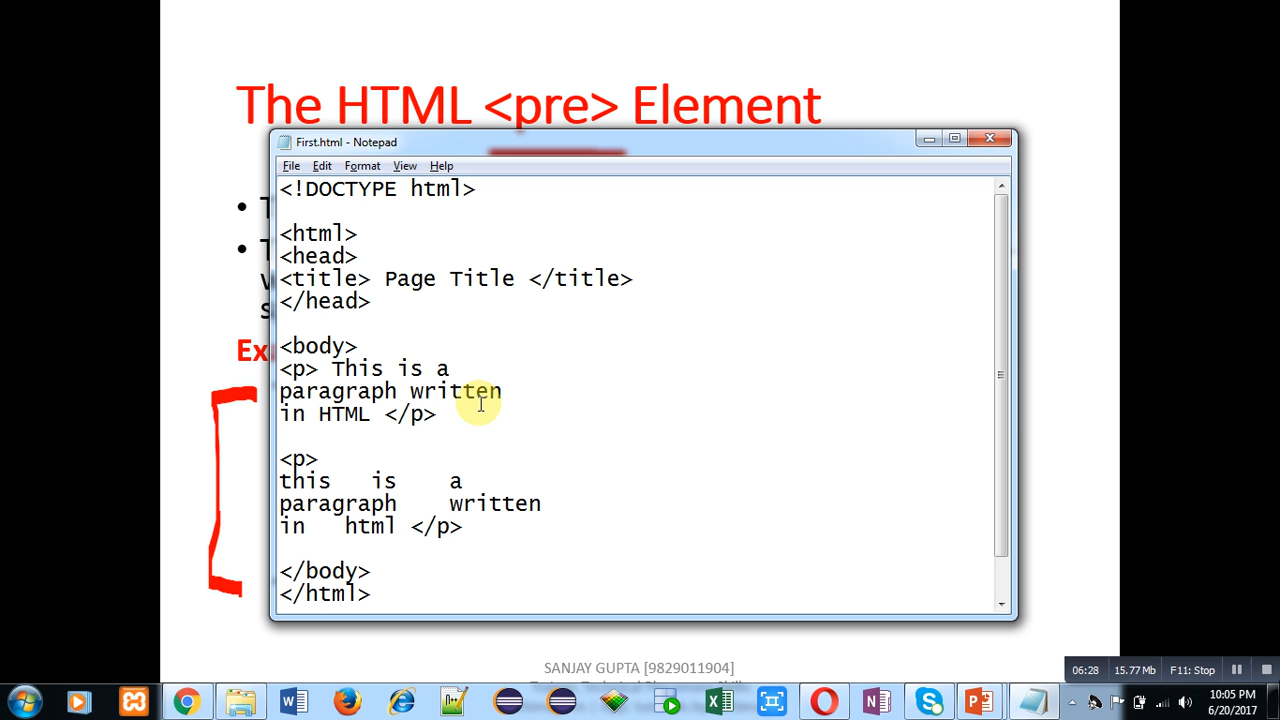 The HTML <pre> Element
First.html - Notepad
File Edit Format View Help
<!DOCTYPE html>
<html>
<head>
<title> Page Title </title>
</head>
<body>
<p> This is a
paragraph written
in HTML </p>
<p>
this   is    a
paragraph    written
in   html </p>
</body>
</html>
SANJAY GUPTA [9829011904]
06:28 15.77 Mb F11: Stop
10:05 PM
6/20/2017